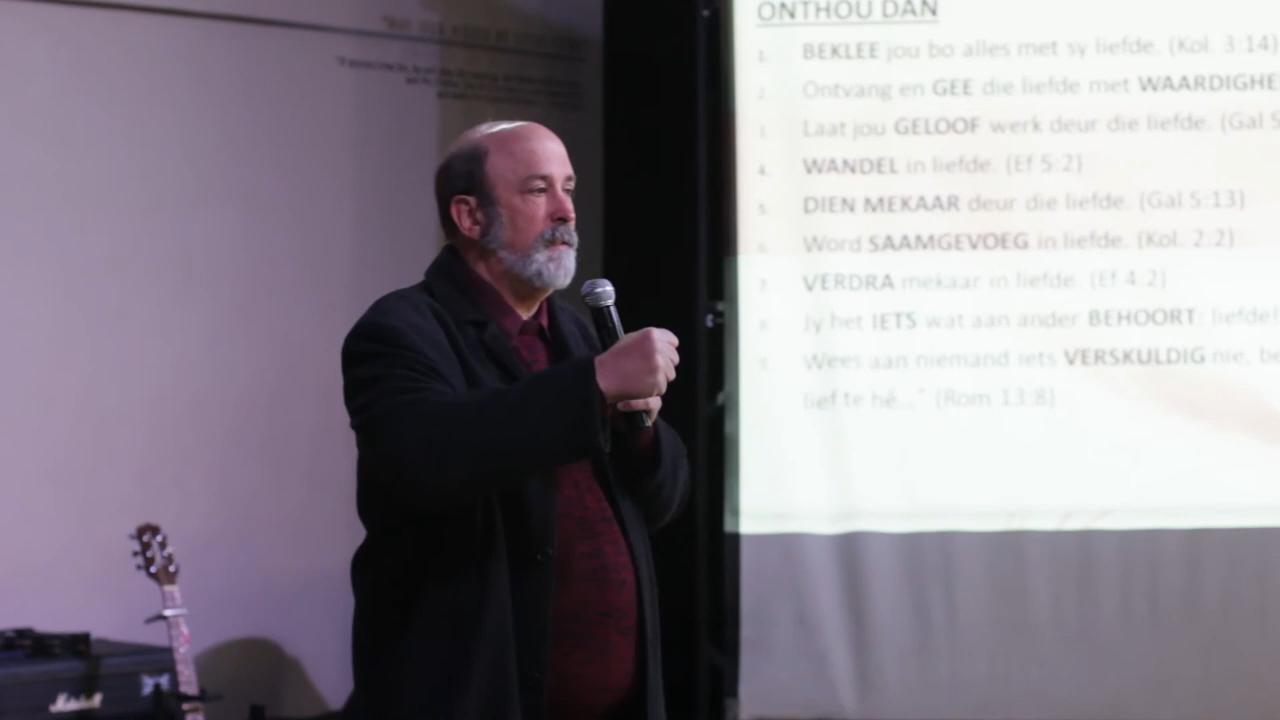 ONTHOU DAN
1. BEKLEE jou bo alles met sy liefde. (Kol. 3:14)
2. Ontvang en GEE die liefde met WAARDIGHE
3. Laat jou GELOOF werk deur die liefde. (Gal 5
4. WANDEL in liefde. (Ef 5:2)
5. DIEN MEKAAR deur die liefde. (Gal 5:13)
6. Word SAAMGEVOEG in liefde. (Kol. 2:2)
7. VERDRA mekaar in liefde. (Ef 4:2)
8. Jy het IETS wat aan ander BEHOORT: liefde!
9. Wees aan niemand iets VERSKULDIG nie, be
lief te hê..." (Rom 13:8)
Marshall